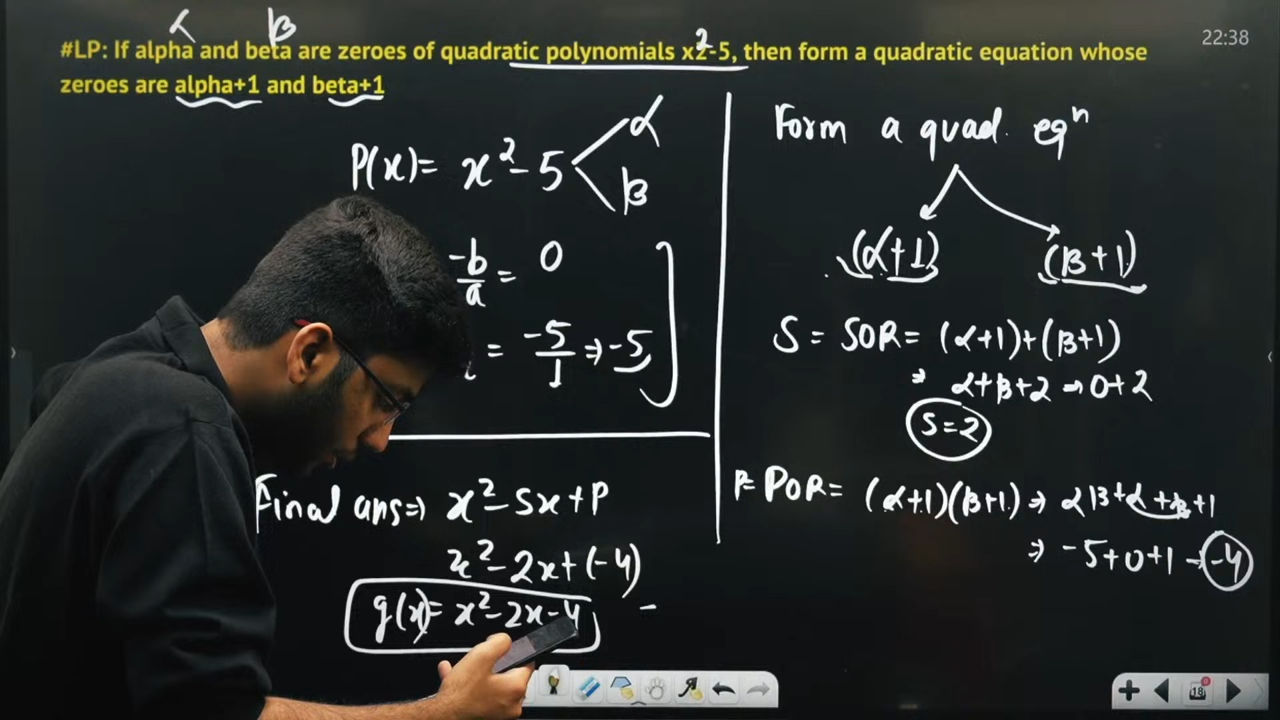 22:38
α β
#LP: If alpha and beta are zeroes of quadratic polynomials x2-5, then form a quadratic equation whose
zeroes are alpha+1 and beta+1
P(x)= x²-5 α
β
-b/a = 0
= -5/1 ⇒ -5
Final ans ⇒ x²-Sx+P
x²-2x+(-4)
g(x)= x²-2x-4
Form a quad. eqⁿ
(α+1) (β+1)
S = SOR = (α+1)+(β+1)
⇒ α+β+2 → 0+2
S=2
P= POR = (α+1)(β+1) ⇒ αβ+α+β+1
⇒ -5+0+1 → -4
18